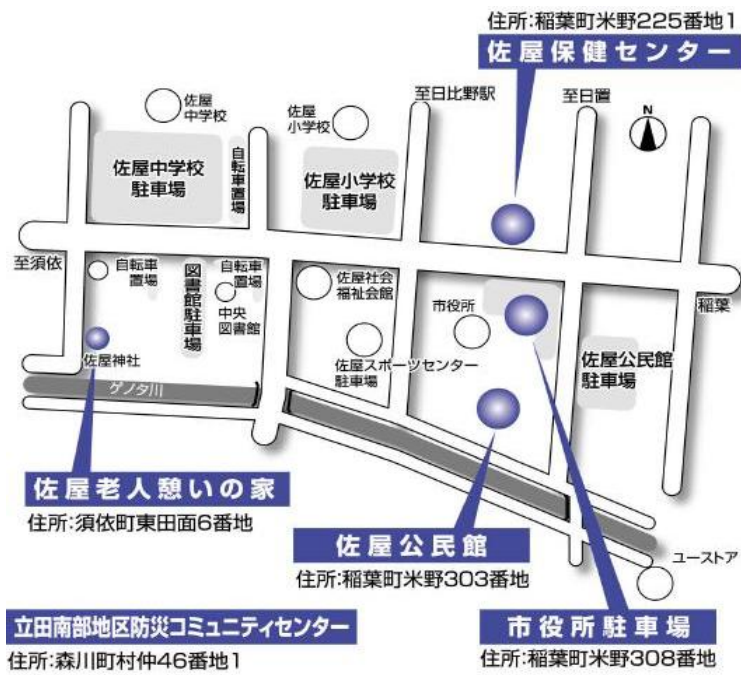 住所:稲葉町米野225番地1
佐屋保健センター
至日比野駅
至日置
N
佐屋
中学校
佐屋
小学校
佐屋中学校
駐車場
自転車置場
佐屋小学校
駐車場
至須依
自転車
置場
図書館駐車場
自転車
置場
中央
図書館
佐屋社会
福祉会館
市役所
稲葉
佐屋神社
佐屋スポーツセンター
駐車場
佐屋公民館
駐車場
ゲノタ川
佐屋老人憩いの家
住所:須依町東田面6番地
佐屋公民館
住所:稲葉町米野303番地
ユーストア
立田南部地区防災コミュニティセンター
住所:森川町村仲46番地1
市役所駐車場
住所:稲葉町米野308番地